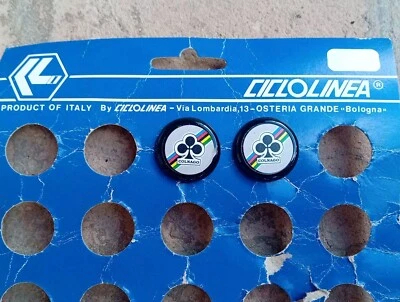 CICLOLINEA ®
PRODUCT OF ITALY By CICLOLINEA - Via Lombardia,13-OSTERIA GRANDE-Bologna-
COLNAGO COLNAGO